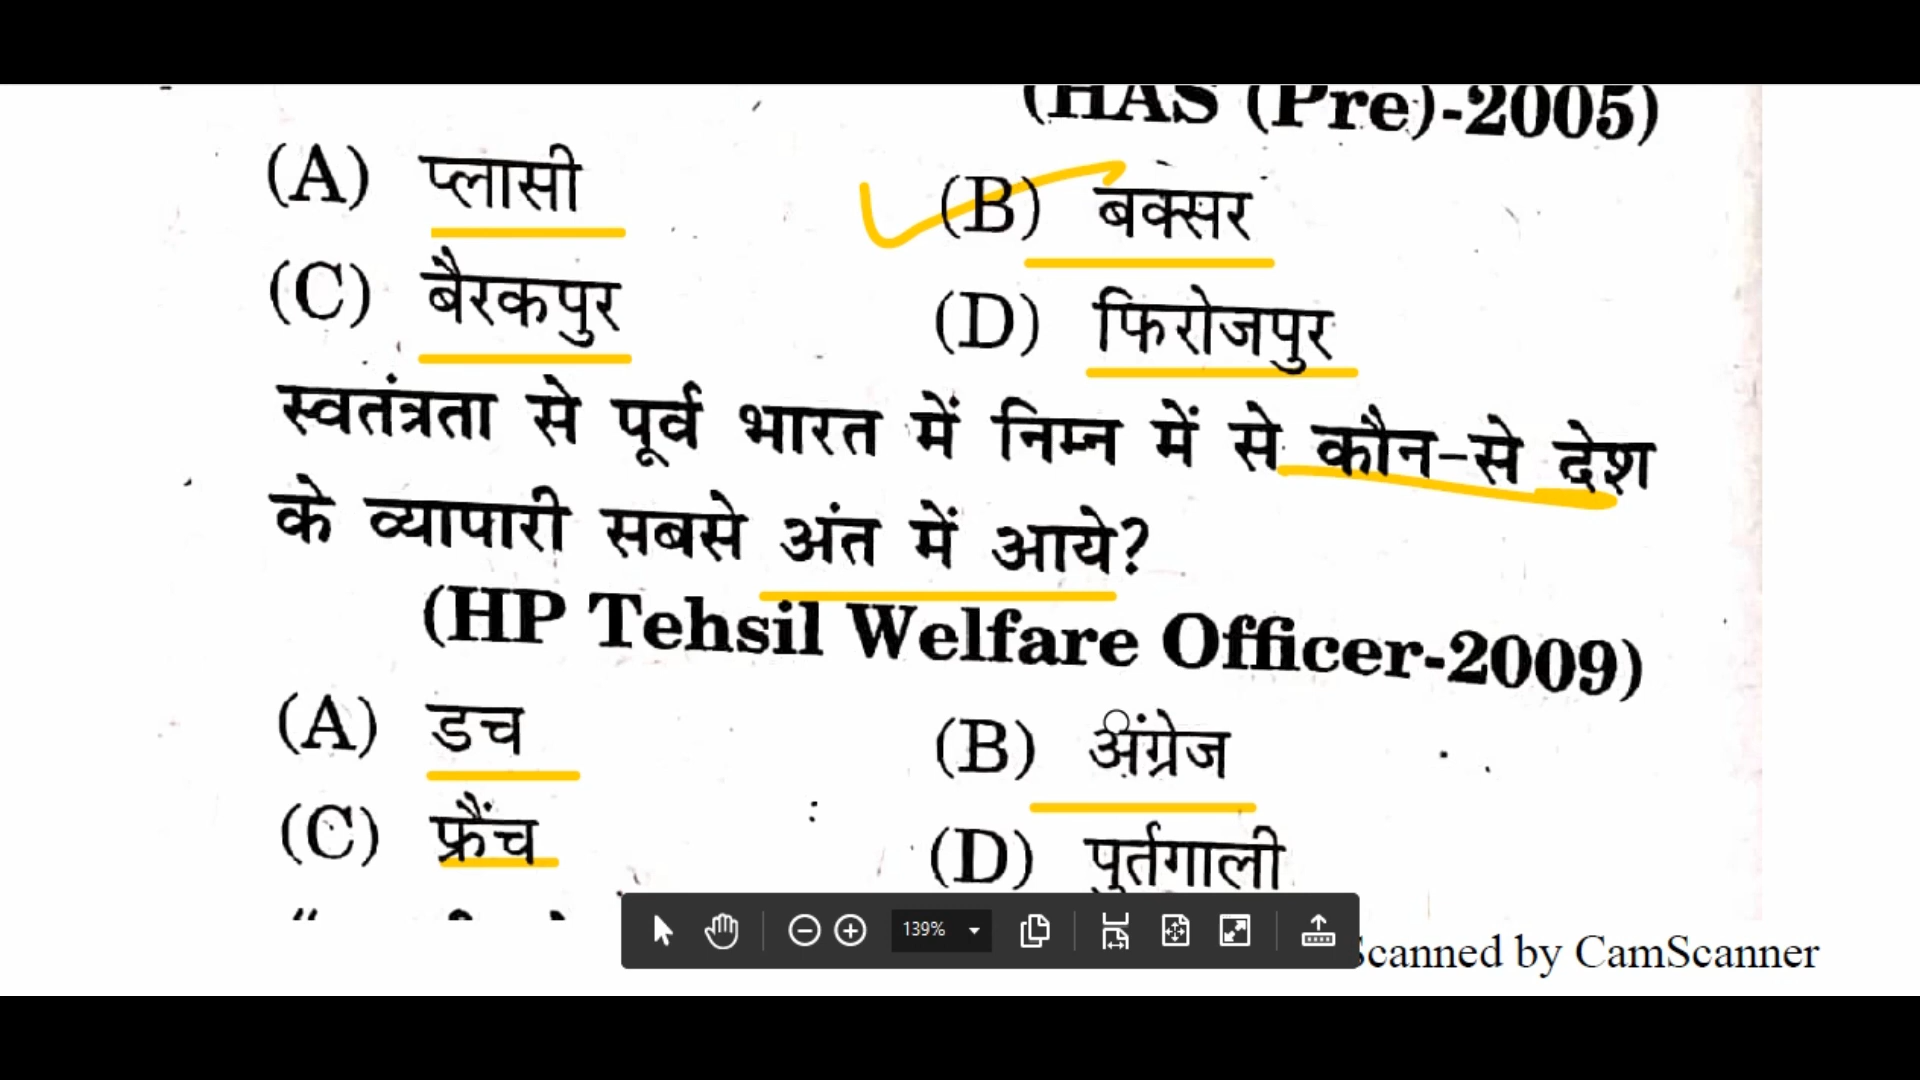 (HAS (Pre)-2005)
(A) प्लासी (B) बक्सर
(C) बैरकपुर (D) फिरोजपुर
स्वतंत्रता से पूर्व भारत में निम्न में से कौन-से देश
के व्यापारी सबसे अंत में आये?
(HP Tehsil Welfare Officer-2009)
(A) डच (B) अंग्रेज
(C) फ्रैंच (D) पुर्तगाली
139%
Scanned by CamScanner